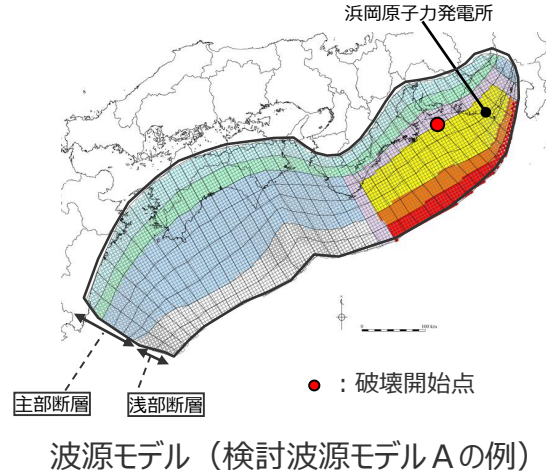 浜岡原子力発電所
主部断層
浅部断層
：破壊開始点
波源モデル（検討波源モデルAの例）